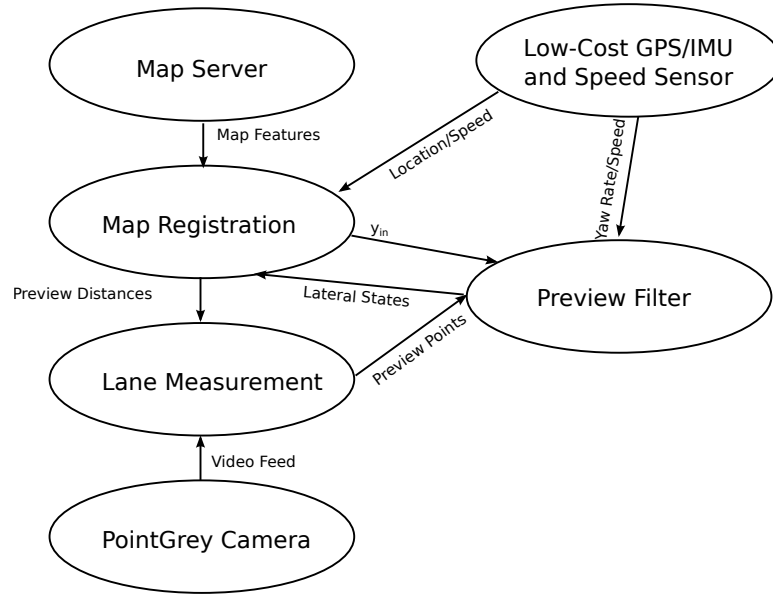 Map Server
Low-Cost GPS/IMU
and Speed Sensor
Map Features
Location/Speed
Yaw Rate/Speed
Map Registration
y_in
Preview Distances
Lateral States
Preview Filter
Preview Points
Lane Measurement
Video Feed
PointGrey Camera